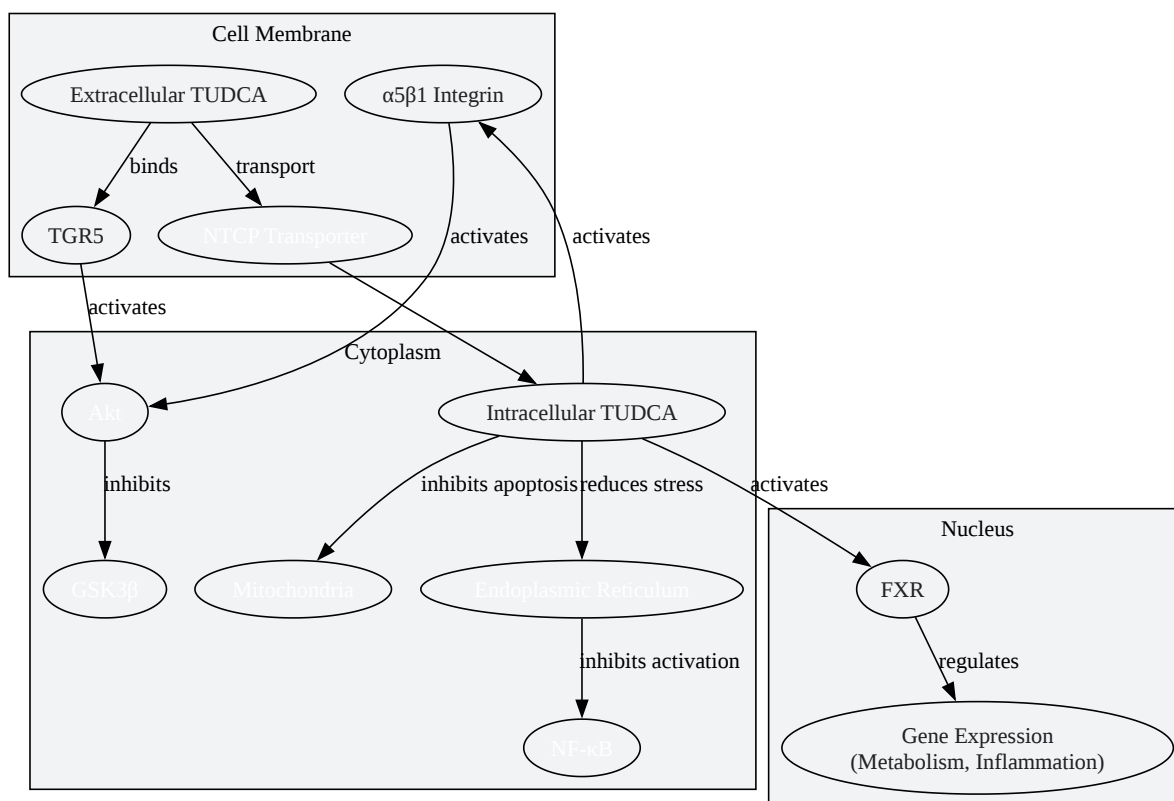 Cell Membrane
Extracellular TUDCA
α5β1 Integrin
binds
transport
TGR5
NTCP Transporter
activates
activates
activates
Cytoplasm
Akt
Intracellular TUDCA
inhibits
inhibits apoptosis
reduces stress
activates
Nucleus
GSK3β
Mitochondria
Endoplasmic Reticulum
FXR
inhibits activation
regulates
NF-κB
Gene Expression
(Metabolism, Inflammation)